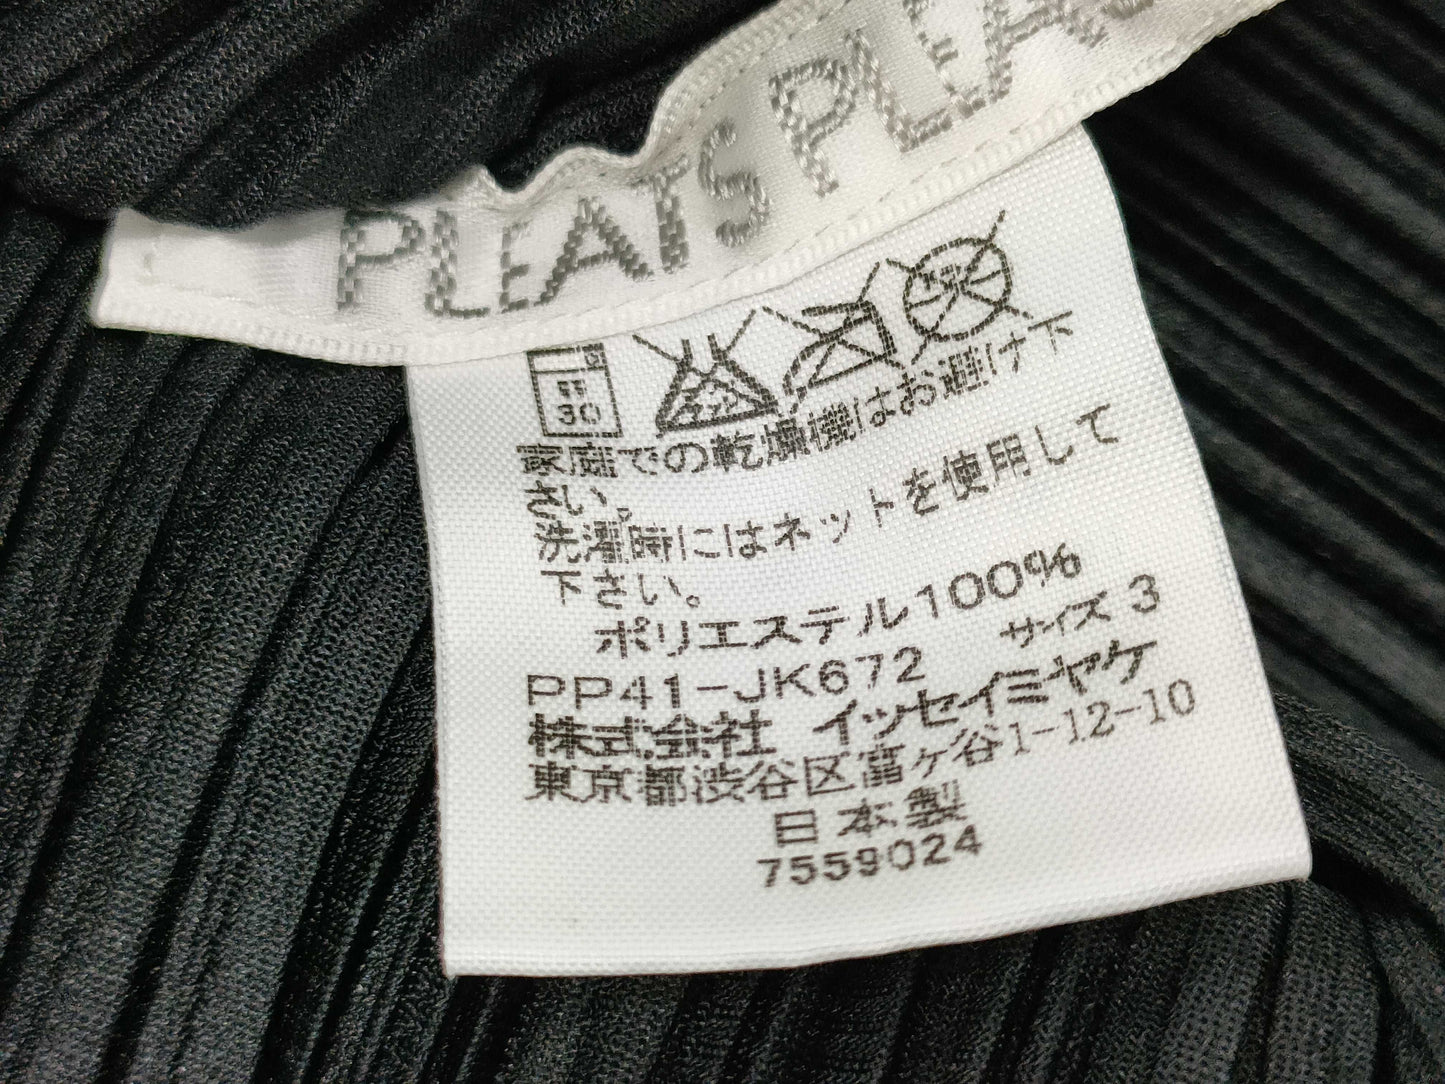 PLEATS PLEA
弱
30
家庭での乾燥機はお避け下
さい。
洗濯時にはネットを使用して
下さい。
ポリエステル100%
サイズ 3
PP41-JK672
株式会社 イッセイミヤケ
東京都渋谷区富ヶ谷1-12-10
日本製
7559024